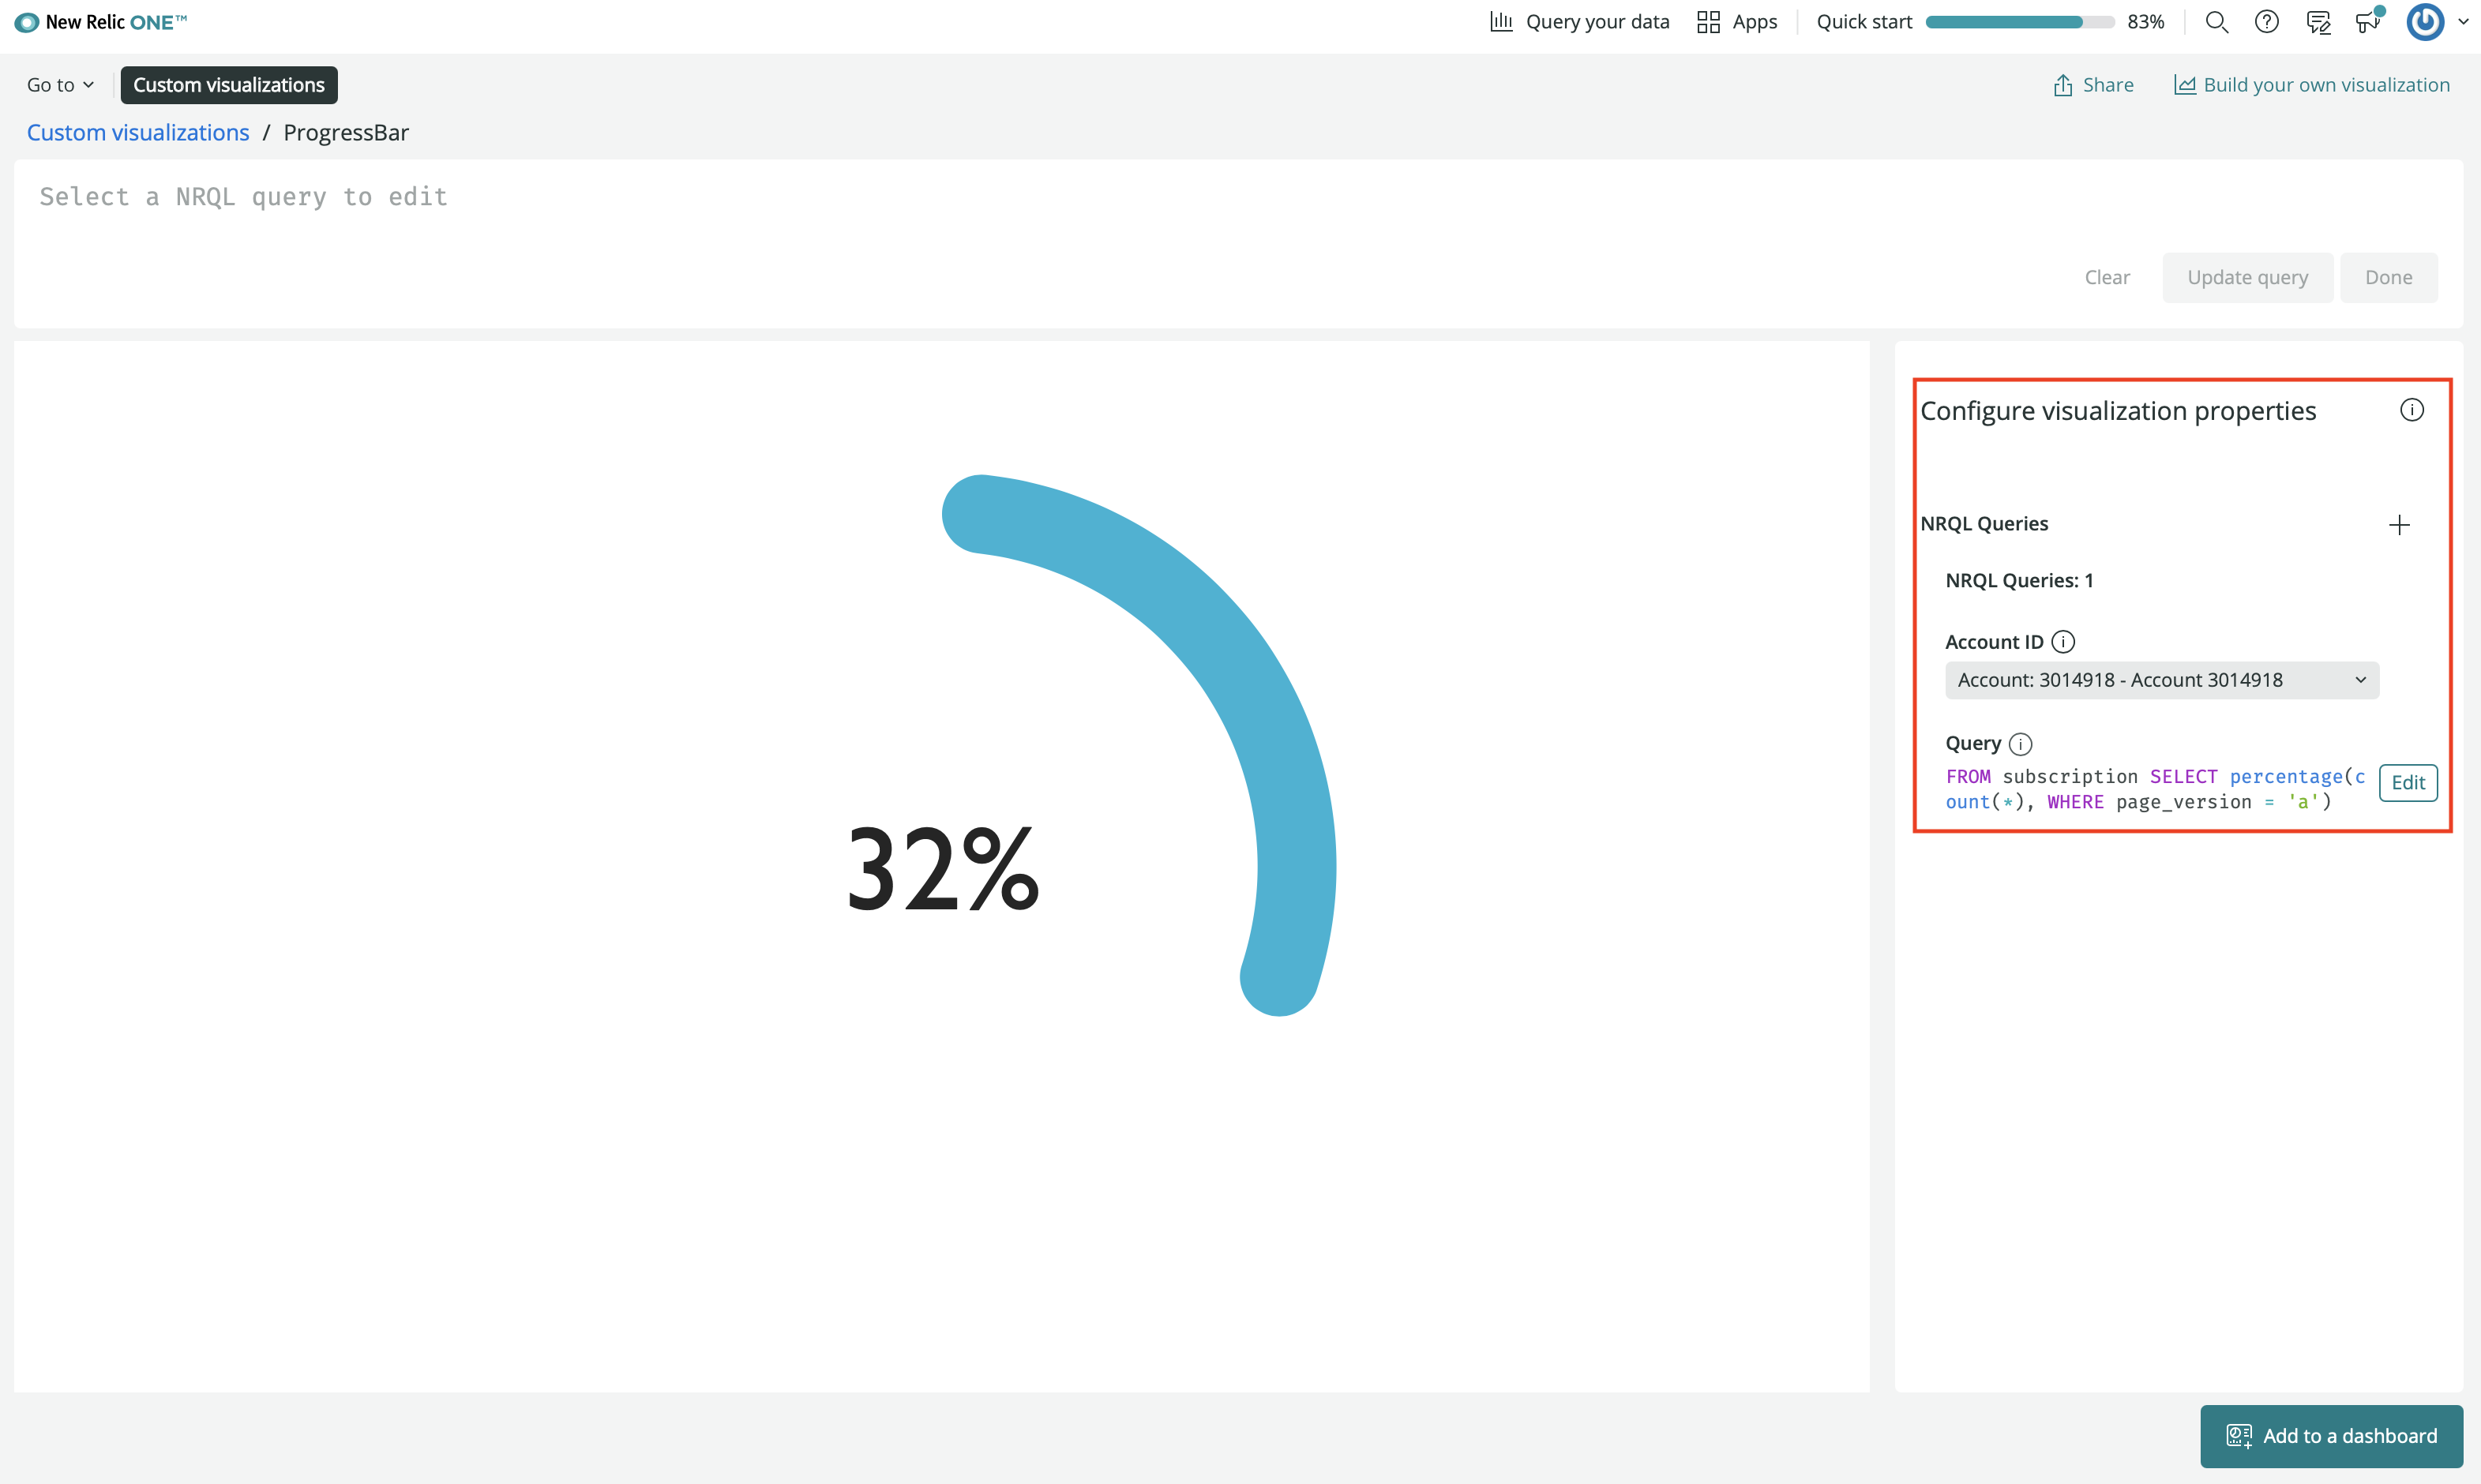 New Relic ONE™
Query your data
Apps
Quick start
83%
Go to
Custom visualizations
Share
Build your own visualization
Custom visualizations / ProgressBar
Select a NRQL query to edit
Clear
Update query
Done
32%
Configure visualization properties
NRQL Queries
NRQL Queries: 1
Account ID
Account: 3014918 - Account 3014918
Query
FROM subscription SELECT percentage(c
ount(*), WHERE page_version = 'a')
Edit
Add to a dashboard